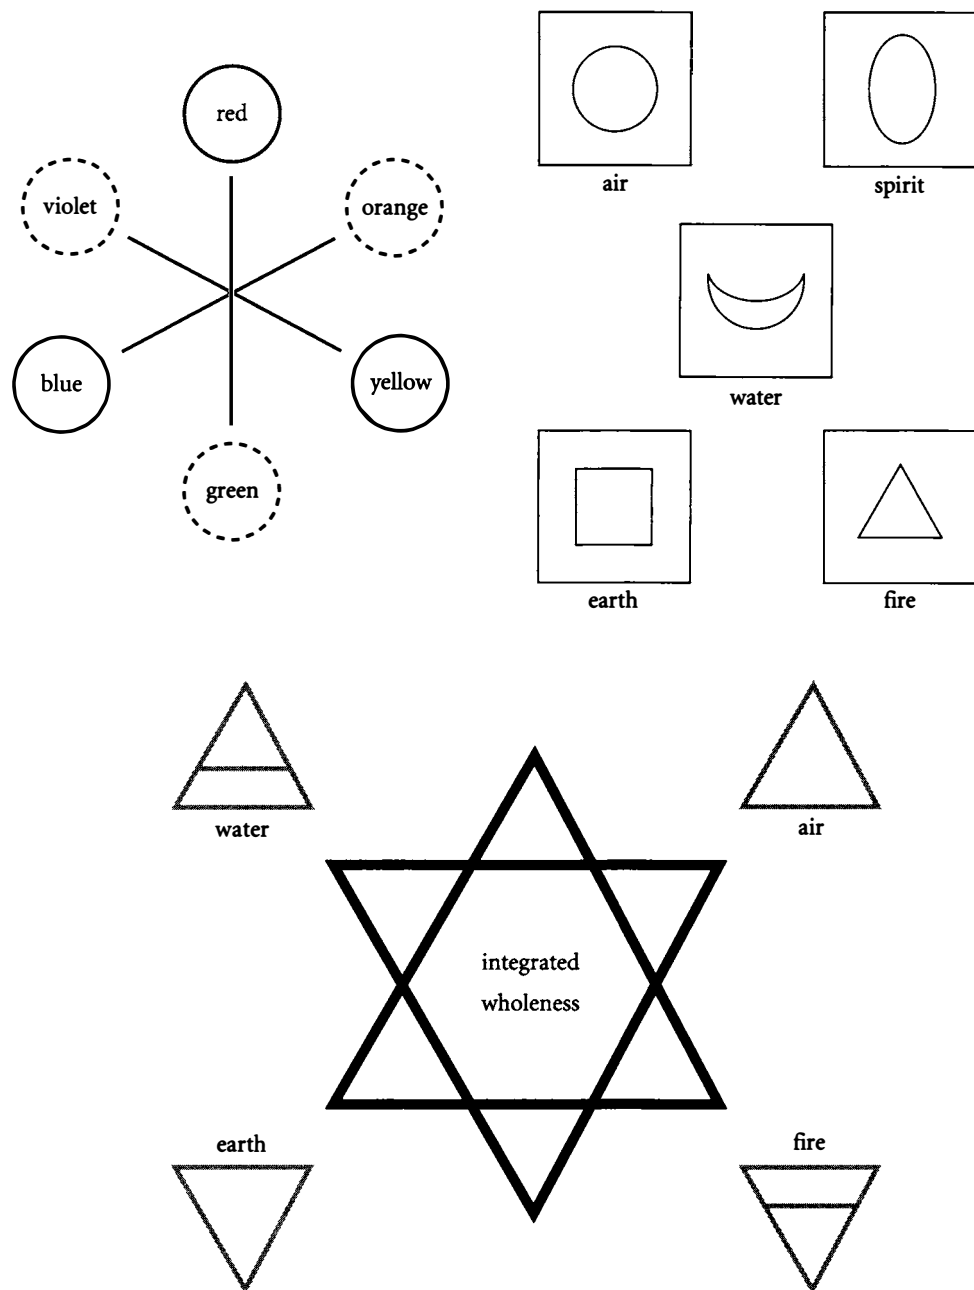 red
violet
orange
blue
yellow
green
air
spirit
water
earth
fire
water
air
integrated
wholeness
earth
fire